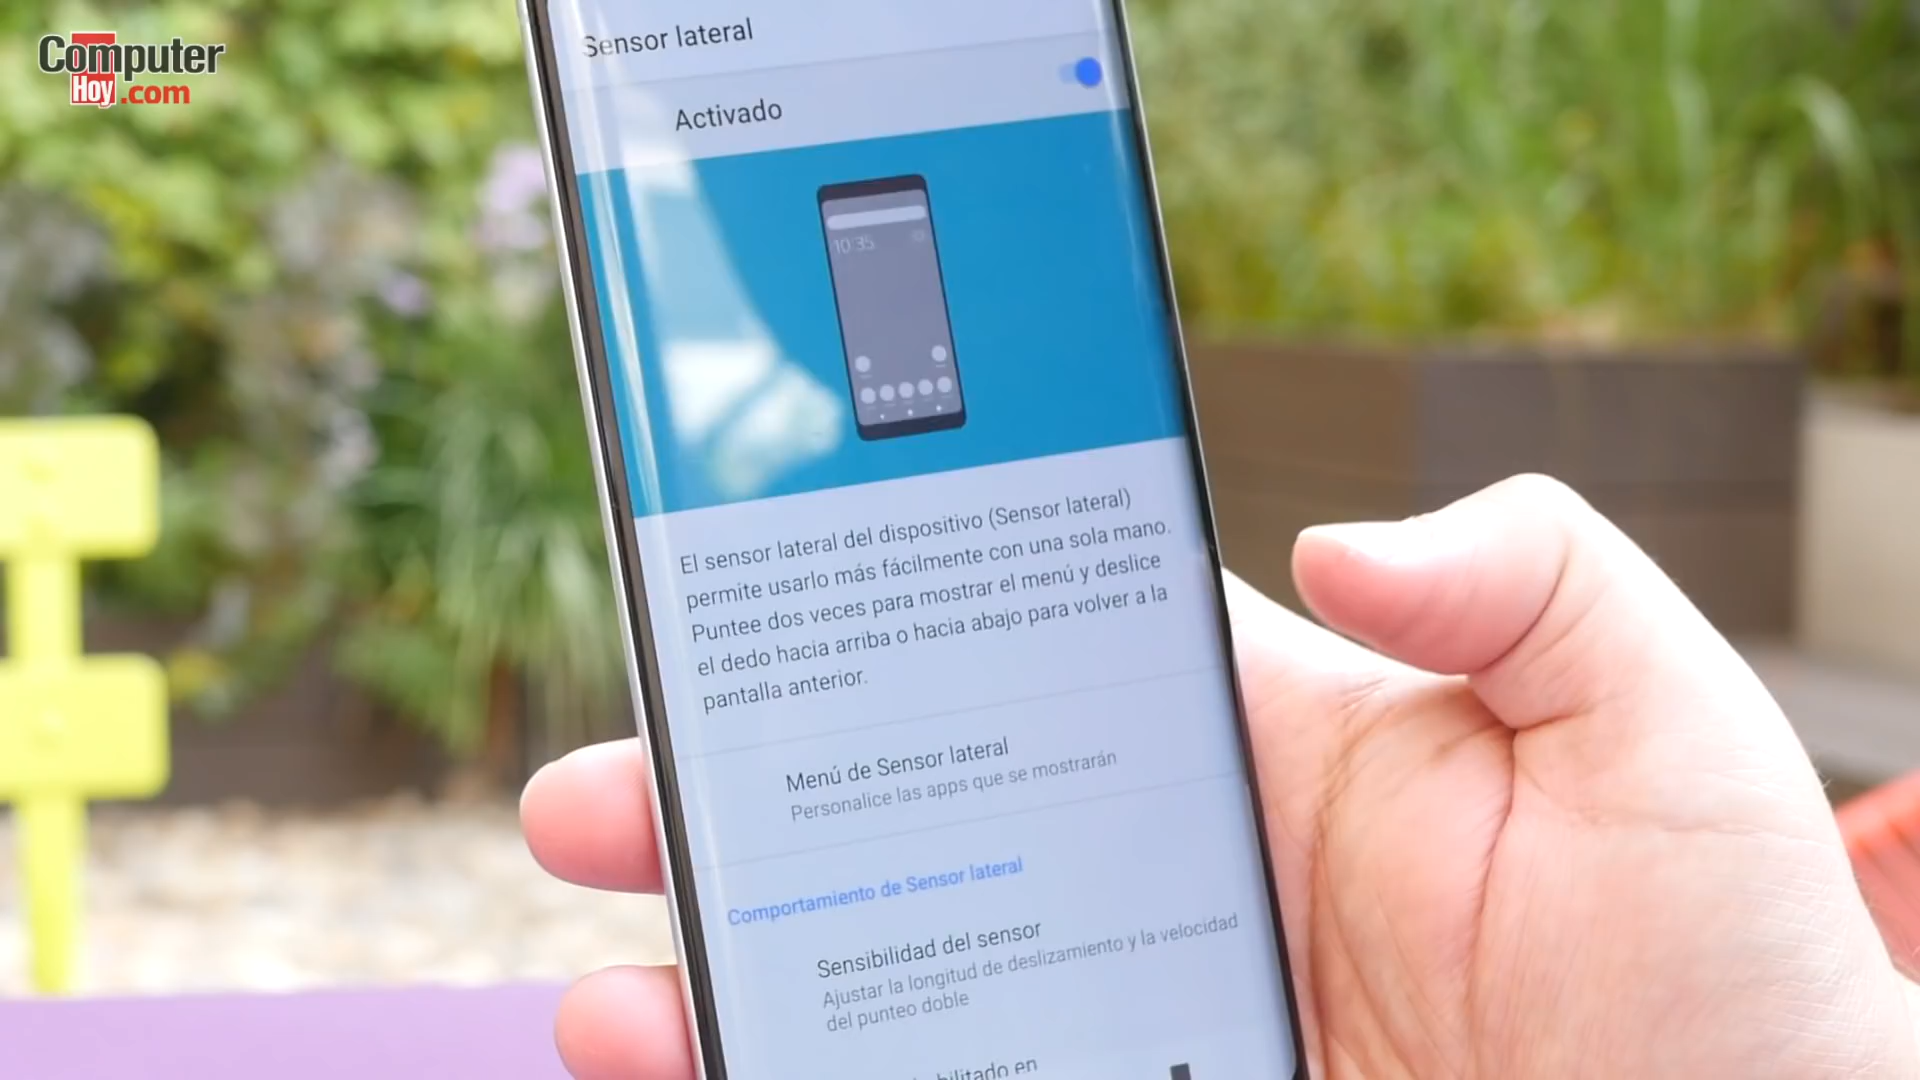 Computer
Hoy.com
Sensor lateral
Activado
10:35
El sensor lateral del dispositivo (Sensor lateral)
permite usarlo más fácilmente con una sola mano.
Puntee dos veces para mostrar el menú y deslice
el dedo hacia arriba o hacia abajo para volver a la
pantalla anterior.
Menú de Sensor lateral
Personalice las apps que se mostrarán
Comportamiento de Sensor lateral
Sensibilidad del sensor
Ajustar la longitud de deslizamiento y la velocidad
del punteo doble
en